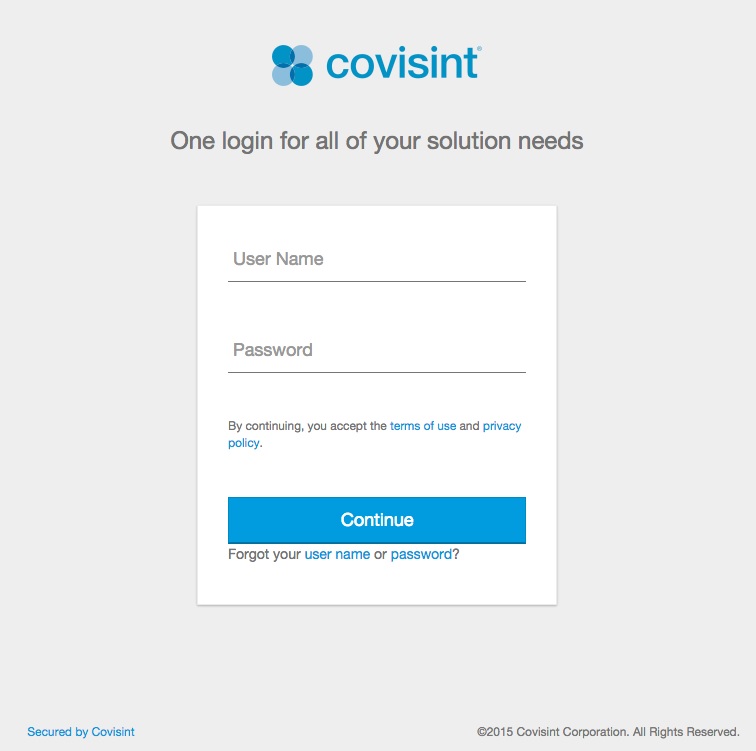 covisint®
One login for all of your solution needs
User Name
Password
By continuing, you accept the terms of use and privacy
policy.
Continue
Forgot your user name or password?
Secured by Covisint
©2015 Covisint Corporation. All Rights Reserved.